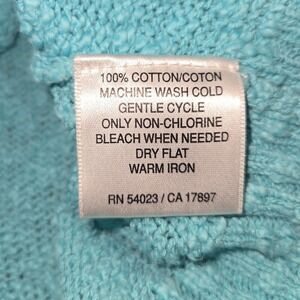 100% COTTON/COTON
MACHINE WASH COLD
GENTLE CYCLE
ONLY NON-CHLORINE
BLEACH WHEN NEEDED
DRY FLAT
WARM IRON
RN 54023 / CA 17897